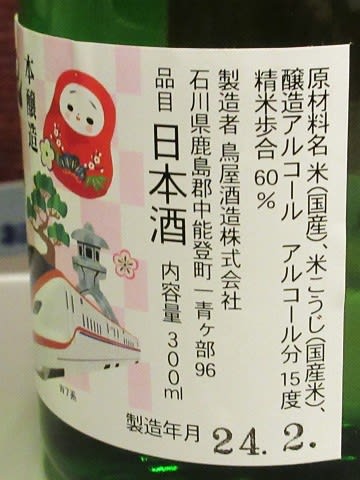 原材料名 米(国産)、米こうじ(国産米)、
醸造アルコール アルコール分 15度
精米歩合 60%
製造者 鳥屋酒造株式会社
石川県鹿島郡中能登町一青ヶ部96
品目 日本酒 内容量 300ml
製造年月 24.2.
本醸造
W7系